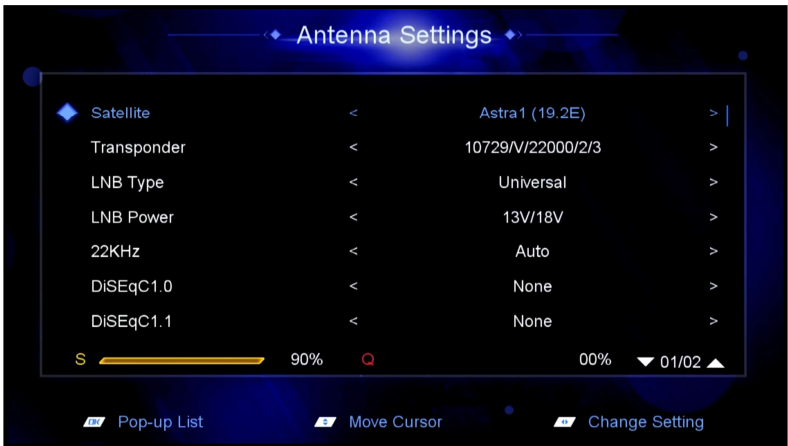 Antenna Settings
Satellite < Astra1 (19.2E) >
Transponder < 10729/V/22000/2/3 >
LNB Type < Universal >
LNB Power < 13V/18V >
22KHz < Auto >
DiSEqC1.0 < None >
DiSEqC1.1 < None >
S 90% Q 00% 01/02
OK Pop-up List Move Cursor Change Setting